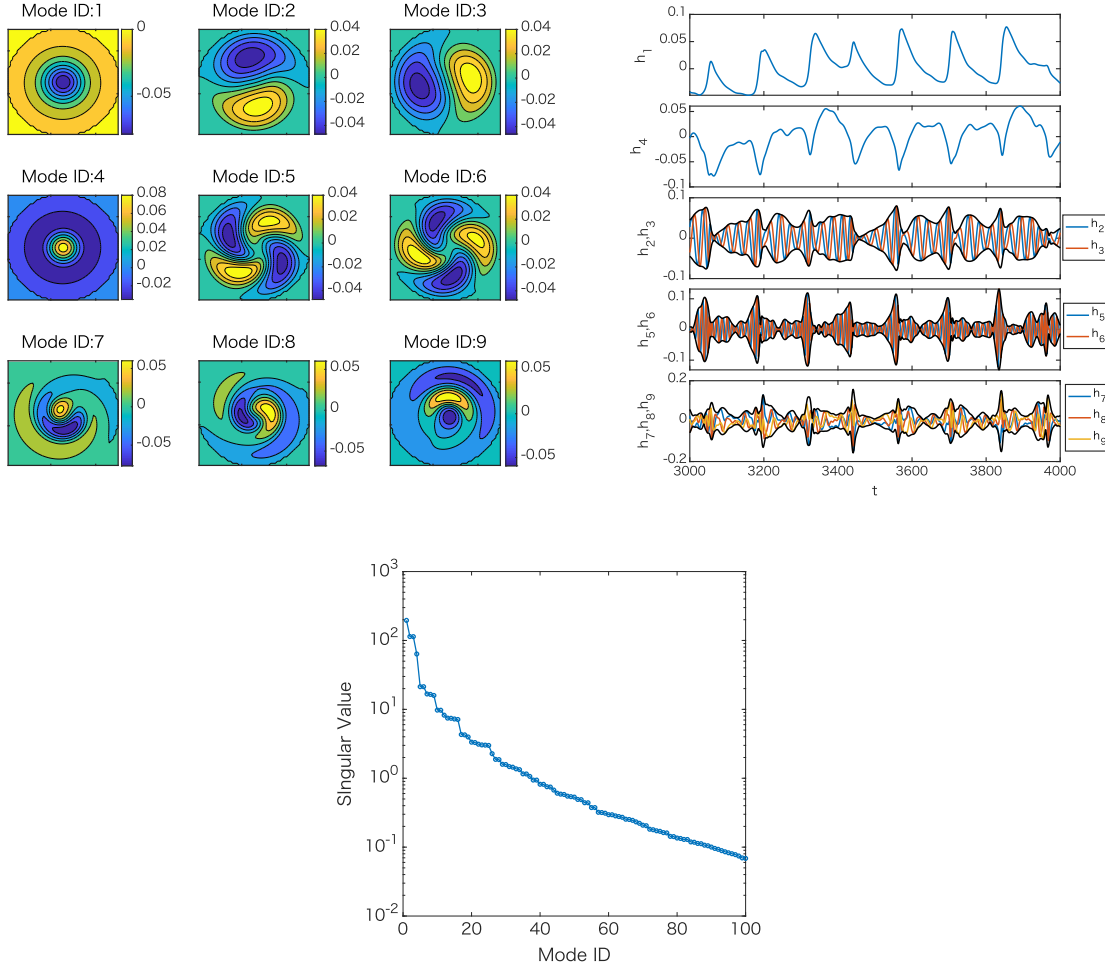 Mode ID:1
0
-0.05
Mode ID:2
0.04
0.02
0
-0.02
-0.04
Mode ID:3
0.04
0.02
0
-0.02
-0.04
Mode ID:4
0.08
0.06
0.04
0.02
0
-0.02
Mode ID:5
0.04
0.02
0
-0.02
-0.04
Mode ID:6
0.04
0.02
0
-0.02
-0.04
Mode ID:7
0.05
0
-0.05
Mode ID:8
0.05
0
-0.05
Mode ID:9
0.05
0
-0.05
0.1
0.05
0
h₁
0.05
0
-0.05
-0.1
h₄
0.1
0
-0.1
h₂,h₃
h₂
h₃
0.1
0
-0.1
h₅,h₆
h₅
h₆
0.2
0
-0.2
h₇,h₈,h₉
h₇
h₈
h₉
3000 3200 3400 3600 3800 4000
t
10³
10²
10¹
10⁰
10⁻¹
10⁻²
SIngular Value
0 20 40 60 80 100
Mode ID